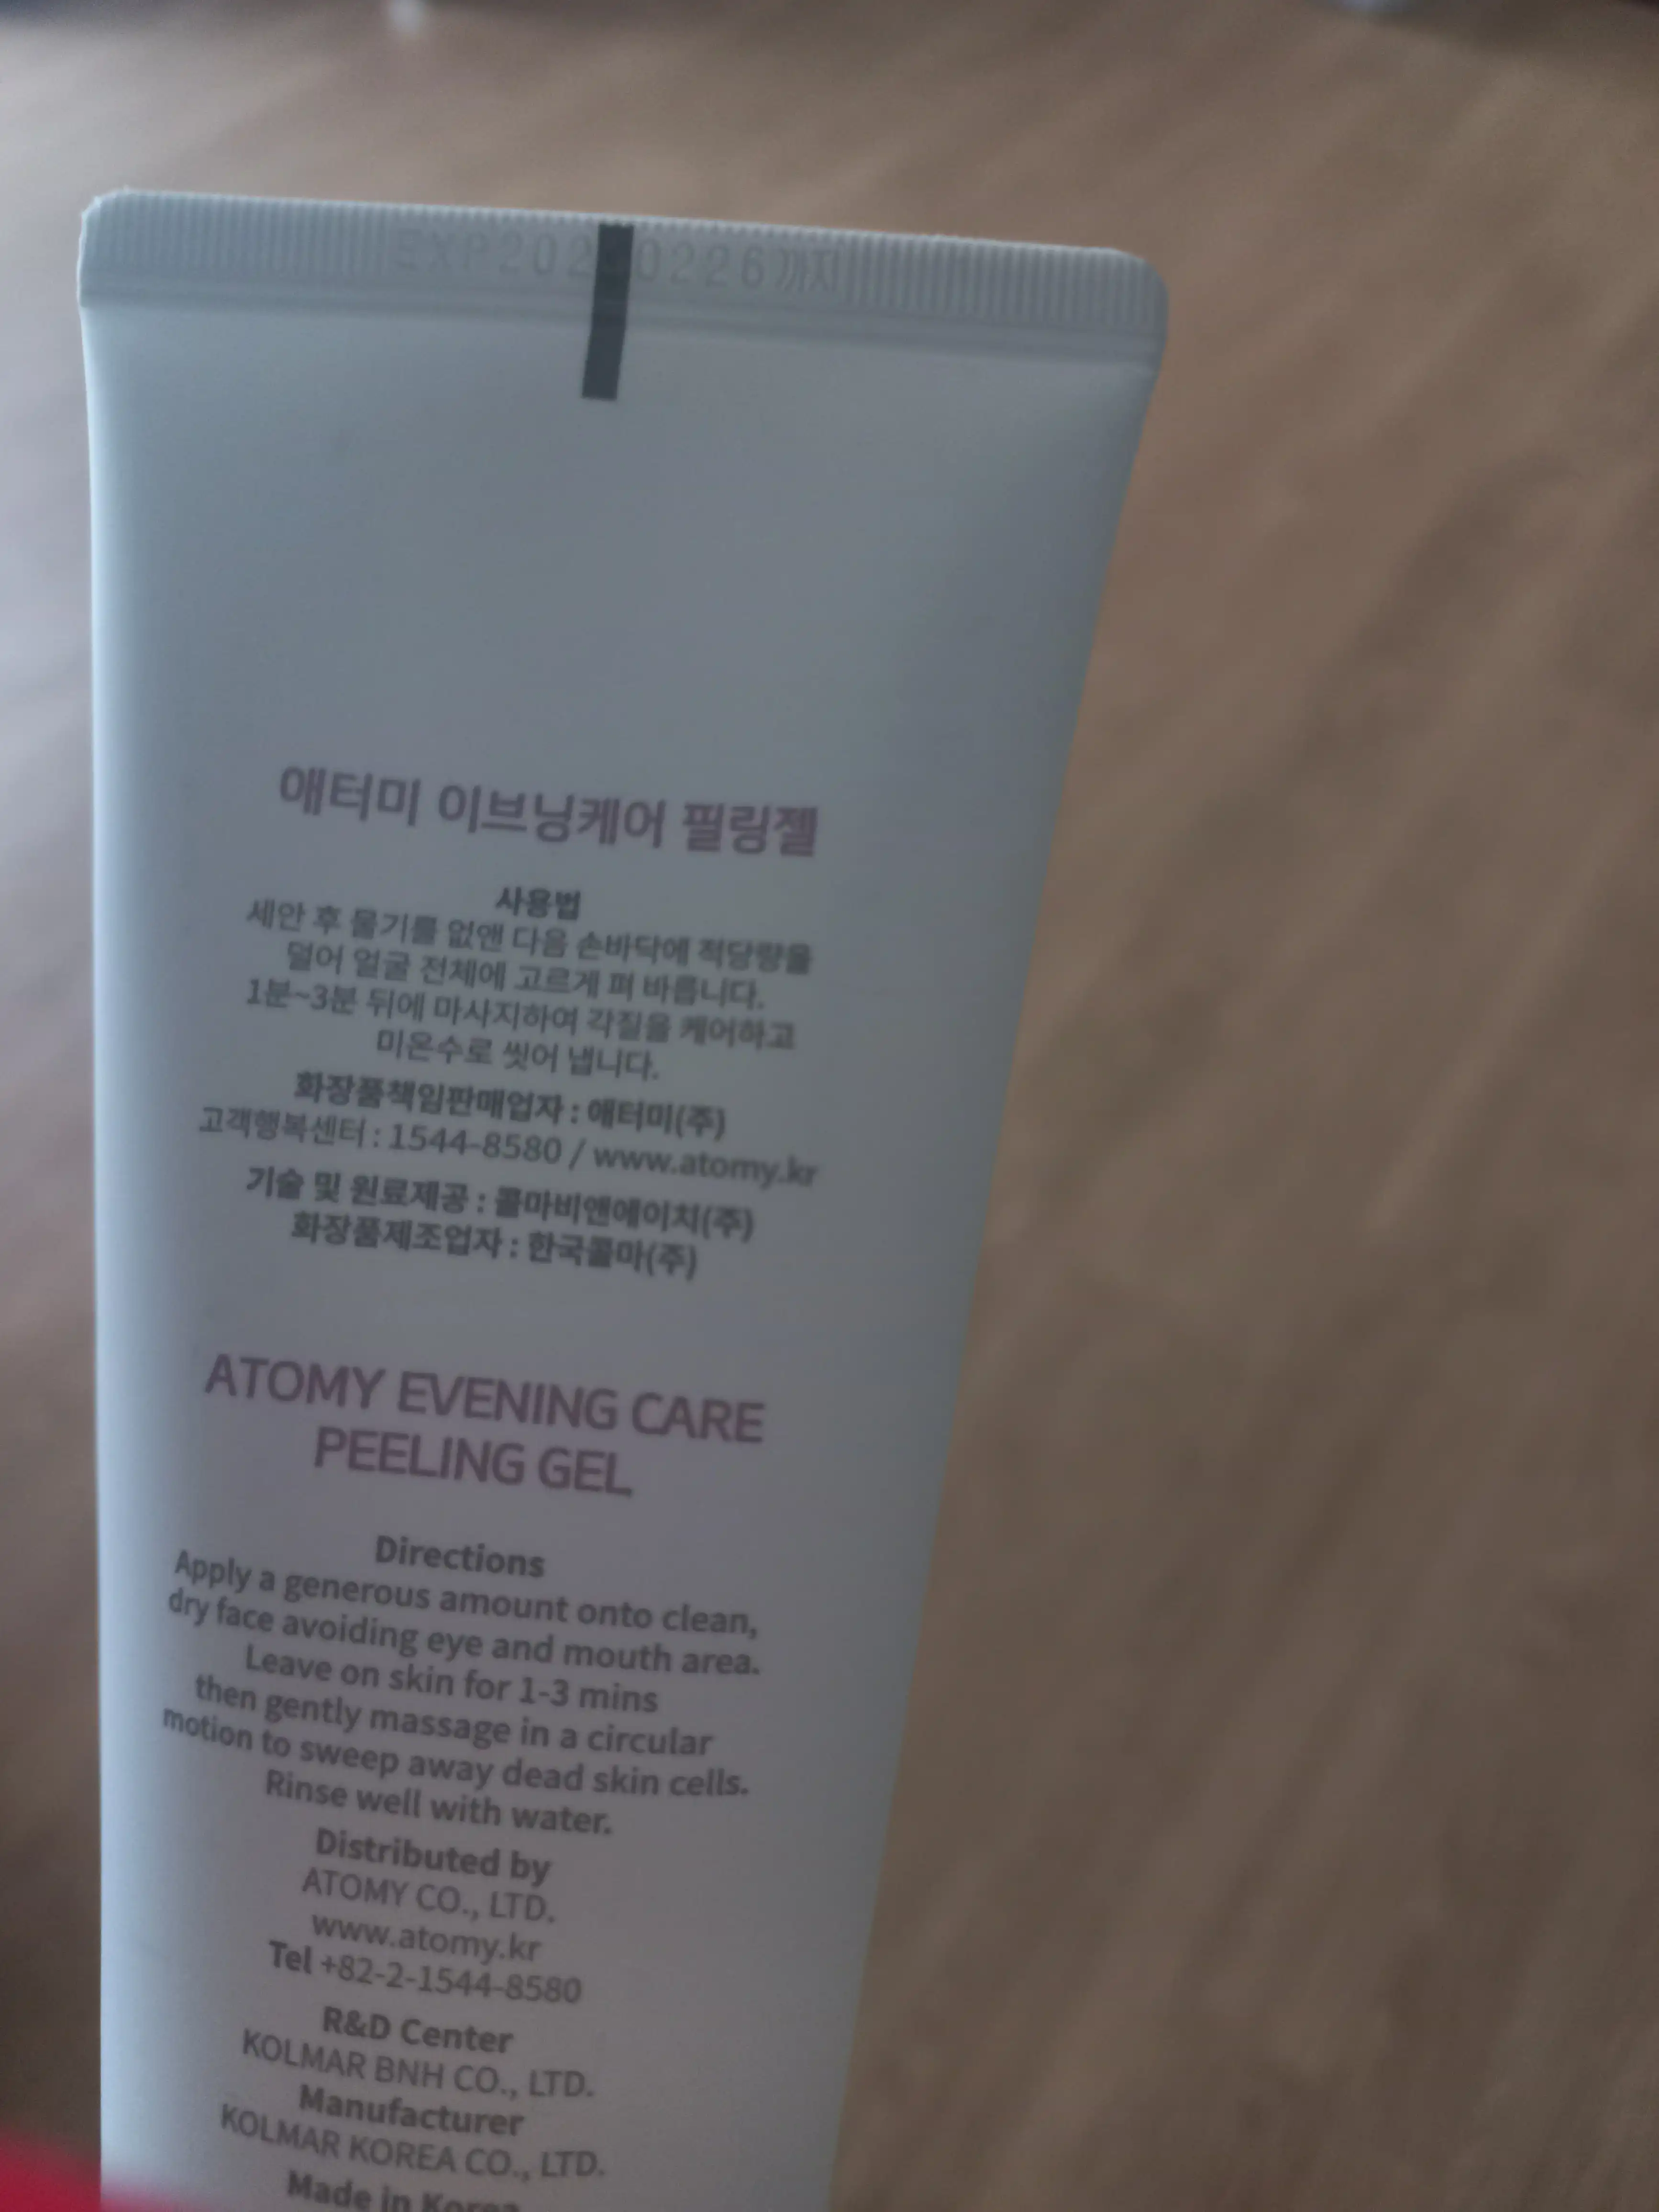 EXP 202 0226까지
애터미 이브닝케어 필링젤
사용법
세안 후 물기를 없앤 다음 손바닥에 적당량을
덜어 얼굴 전체에 고르게 펴 바릅니다.
1분~3분 뒤에 마사지하여 각질을 케어하고
미온수로 씻어 냅니다.
화장품책임판매업자 : 애터미(주)
고객행복센터 : 1544-8580 / www.atomy.kr
기술 및 원료제공 : 콜마비앤에이치(주)
화장품제조업자 : 한국콜마(주)
ATOMY EVENING CARE
PEELING GEL
Directions
Apply a generous amount onto clean,
dry face avoiding eye and mouth area.
Leave on skin for 1-3 mins
then gently massage in a circular
motion to sweep away dead skin cells.
Rinse well with water.
Distributed by
ATOMY CO., LTD.
www.atomy.kr
Tel +82-2-1544-8580
R&D Center
KOLMAR BNH CO., LTD.
Manufacturer
KOLMAR KOREA CO., LTD.
Made in Korea